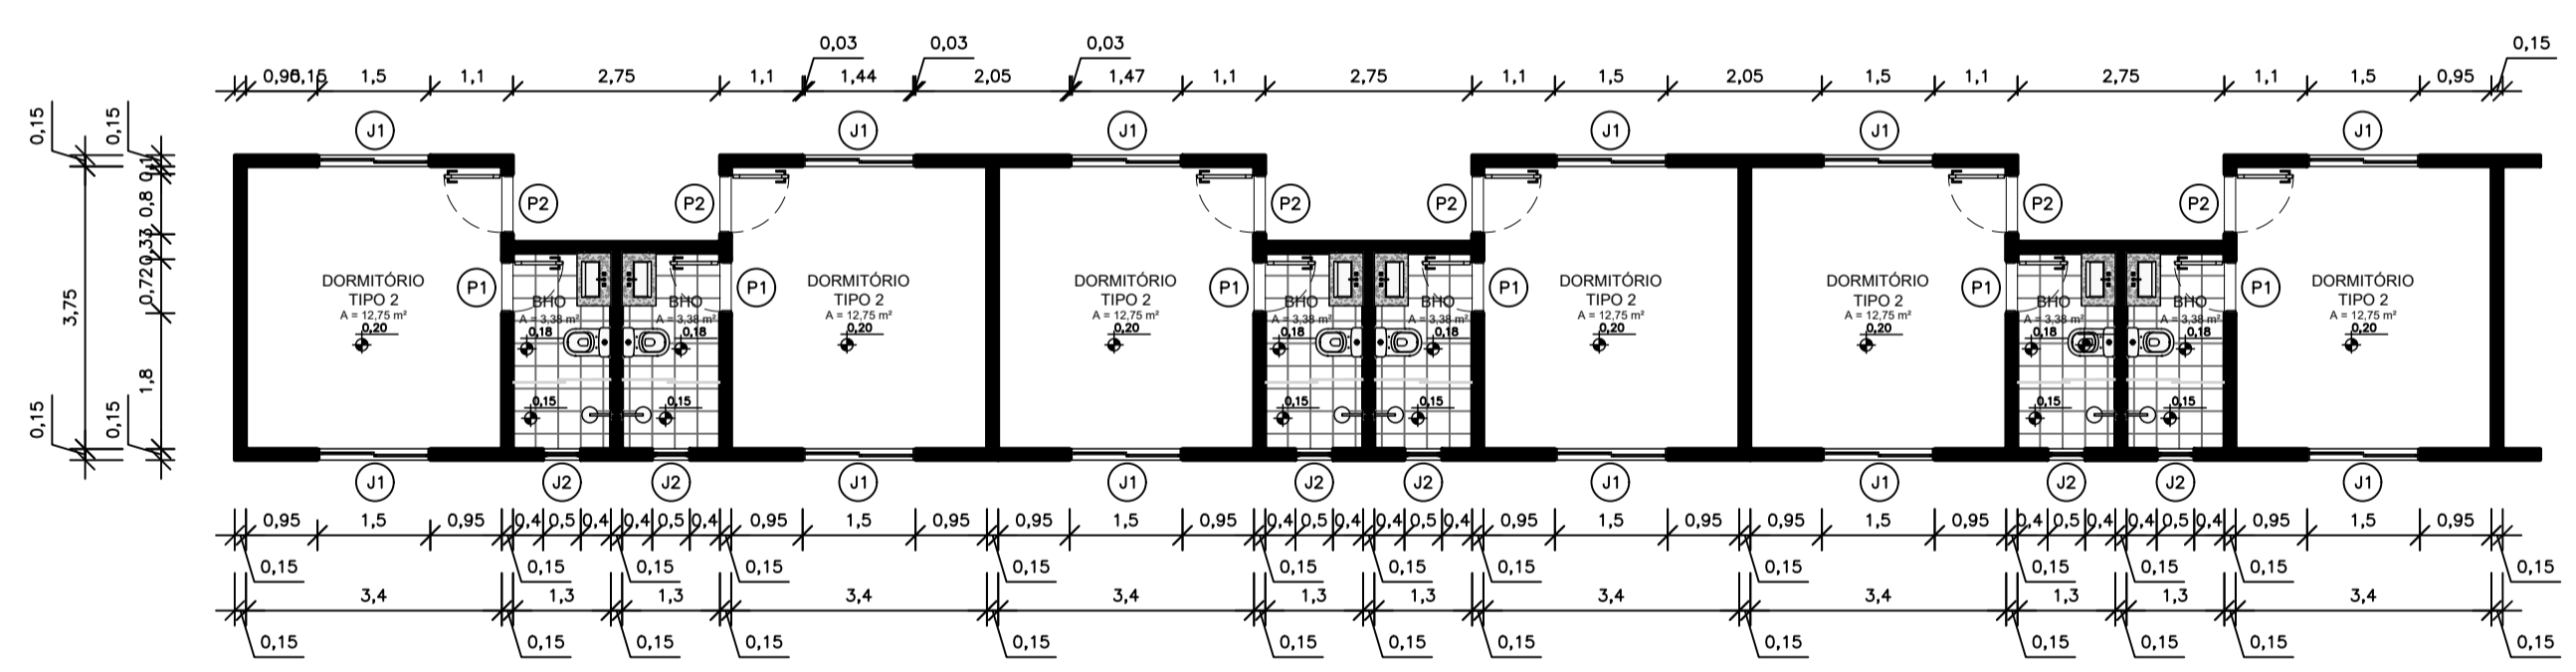 0,03 0,03 0,03 0,15
0,95 0,15 1,5 1,1 2,75 1,1 1,44 2,05 1,47 1,1 2,75 1,1 1,5 2,05 1,5 1,1 2,75 1,1 1,5 0,95
0,15 0,15
J1 J1 J1 J1 J1 J1
P2 P2 P2 P2 P2 P2
0,8
0,33
0,72
3,75
1,8
0,15 0,15
P1 P1 P1 P1 P1 P1
DORMITÓRIO DORMITÓRIO DORMITÓRIO DORMITÓRIO DORMITÓRIO DORMITÓRIO
TIPO 2 TIPO 2 TIPO 2 TIPO 2 TIPO 2 TIPO 2
A = 12,75 m² A = 12,75 m² A = 12,75 m² A = 12,75 m² A = 12,75 m² A = 12,75 m²
0,20 0,20 0,20 0,20 0,20 0,20
BHO BHO BHO BHO BHO BHO
A = 3,38 m² A = 3,38 m² A = 3,38 m² A = 3,38 m² A = 3,38 m² A = 3,38 m²
0,18 0,18 0,18 0,18 0,18 0,18
0,15 0,15 0,15 0,15 0,15 0,15
J1 J2 J2 J1 J1 J2 J2 J1 J1 J2 J2 J1
0,95 1,5 0,95 0,4 0,5 0,4 0,4 0,5 0,4 0,95 1,5 0,95 0,95 1,5 0,95 0,4 0,5 0,4 0,4 0,5 0,4 0,95 1,5 0,95 0,95 1,5 0,95 0,4 0,5 0,4 0,4 0,5 0,4 0,95 1,5 0,95
0,15 0,15 0,15 0,15 0,15 0,15 0,15 0,15 0,15 0,15 0,15 0,15 0,15
3,4 1,3 1,3 3,4 3,4 1,3 1,3 3,4 3,4 1,3 1,3 3,4
0,15 0,15 0,15 0,15 0,15 0,15 0,15 0,15 0,15 0,15 0,15 0,15 0,15